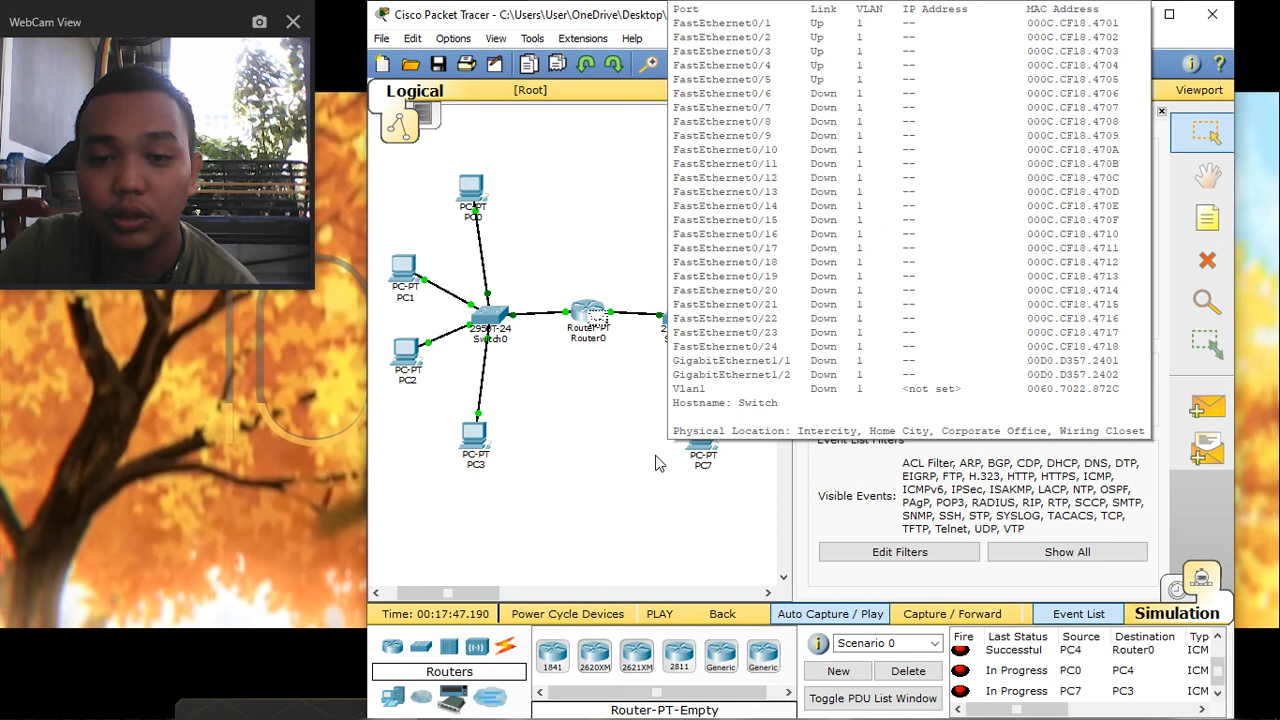 WebCam View
Cisco Packet Tracer - C:\Users\User\OneDrive\Desktop\
File Edit Options View Tools Extensions Help
Logical
[Root]
Viewport
Port Link VLAN IP Address MAC Address
FastEthernet0/1 Up 1 -- 000C.CF18.4701
FastEthernet0/2 Up 1 -- 000C.CF18.4702
FastEthernet0/3 Up 1 -- 000C.CF18.4703
FastEthernet0/4 Up 1 -- 000C.CF18.4704
FastEthernet0/5 Up 1 -- 000C.CF18.4705
FastEthernet0/6 Down 1 -- 000C.CF18.4706
FastEthernet0/7 Down 1 -- 000C.CF18.4707
FastEthernet0/8 Down 1 -- 000C.CF18.4708
FastEthernet0/9 Down 1 -- 000C.CF18.4709
FastEthernet0/10 Down 1 -- 000C.CF18.470A
FastEthernet0/11 Down 1 -- 000C.CF18.470B
FastEthernet0/12 Down 1 -- 000C.CF18.470C
FastEthernet0/13 Down 1 -- 000C.CF18.470D
FastEthernet0/14 Down 1 -- 000C.CF18.470E
FastEthernet0/15 Down 1 -- 000C.CF18.470F
FastEthernet0/16 Down 1 -- 000C.CF18.4710
FastEthernet0/17 Down 1 -- 000C.CF18.4711
FastEthernet0/18 Down 1 -- 000C.CF18.4712
FastEthernet0/19 Down 1 -- 000C.CF18.4713
FastEthernet0/20 Down 1 -- 000C.CF18.4714
FastEthernet0/21 Down 1 -- 000C.CF18.4715
FastEthernet0/22 Down 1 -- 000C.CF18.4716
FastEthernet0/23 Down 1 -- 000C.CF18.4717
FastEthernet0/24 Down 1 -- 000C.CF18.4718
GigabitEthernet1/1 Down 1 -- 00D0.D357.2401
GigabitEthernet1/2 Down 1 -- 00D0.D357.2402
Vlan1 Down 1 <not set> 0060.7022.872C
Hostname: Switch
Physical Location: Intercity, Home City, Corporate Office, Wiring Closet
PC-PT
PC0
PC-PT
PC1
2950T-24
Switch0
Router-PT
Router0
PC-PT
PC2
PC-PT
PC3
PC-PT
PC7
Event List Filters
Visible Events:
ACL Filter, ARP, BGP, CDP, DHCP, DNS, DTP,
EIGRP, FTP, H.323, HTTP, HTTPS, ICMP,
ICMPv6, IPSec, ISAKMP, LACP, NTP, OSPF,
PAgP, POP3, RADIUS, RIP, RTP, SCCP, SMTP,
SNMP, SSH, STP, SYSLOG, TACACS, TCP,
TFTP, Telnet, UDP, VTP
Edit Filters Show All
Time: 00:17:47.190 Power Cycle Devices PLAY Back Auto Capture / Play Capture / Forward Event List Simulation
Routers
1841 2620XM 2621XM 2811 Generic Generic
Router-PT-Empty
Scenario 0
New Delete
Toggle PDU List Window
Fire Last Status Source Destination Typ
Successful PC4 Router0 ICM
In Progress PC0 PC4 ICM
In Progress PC7 PC3 ICM